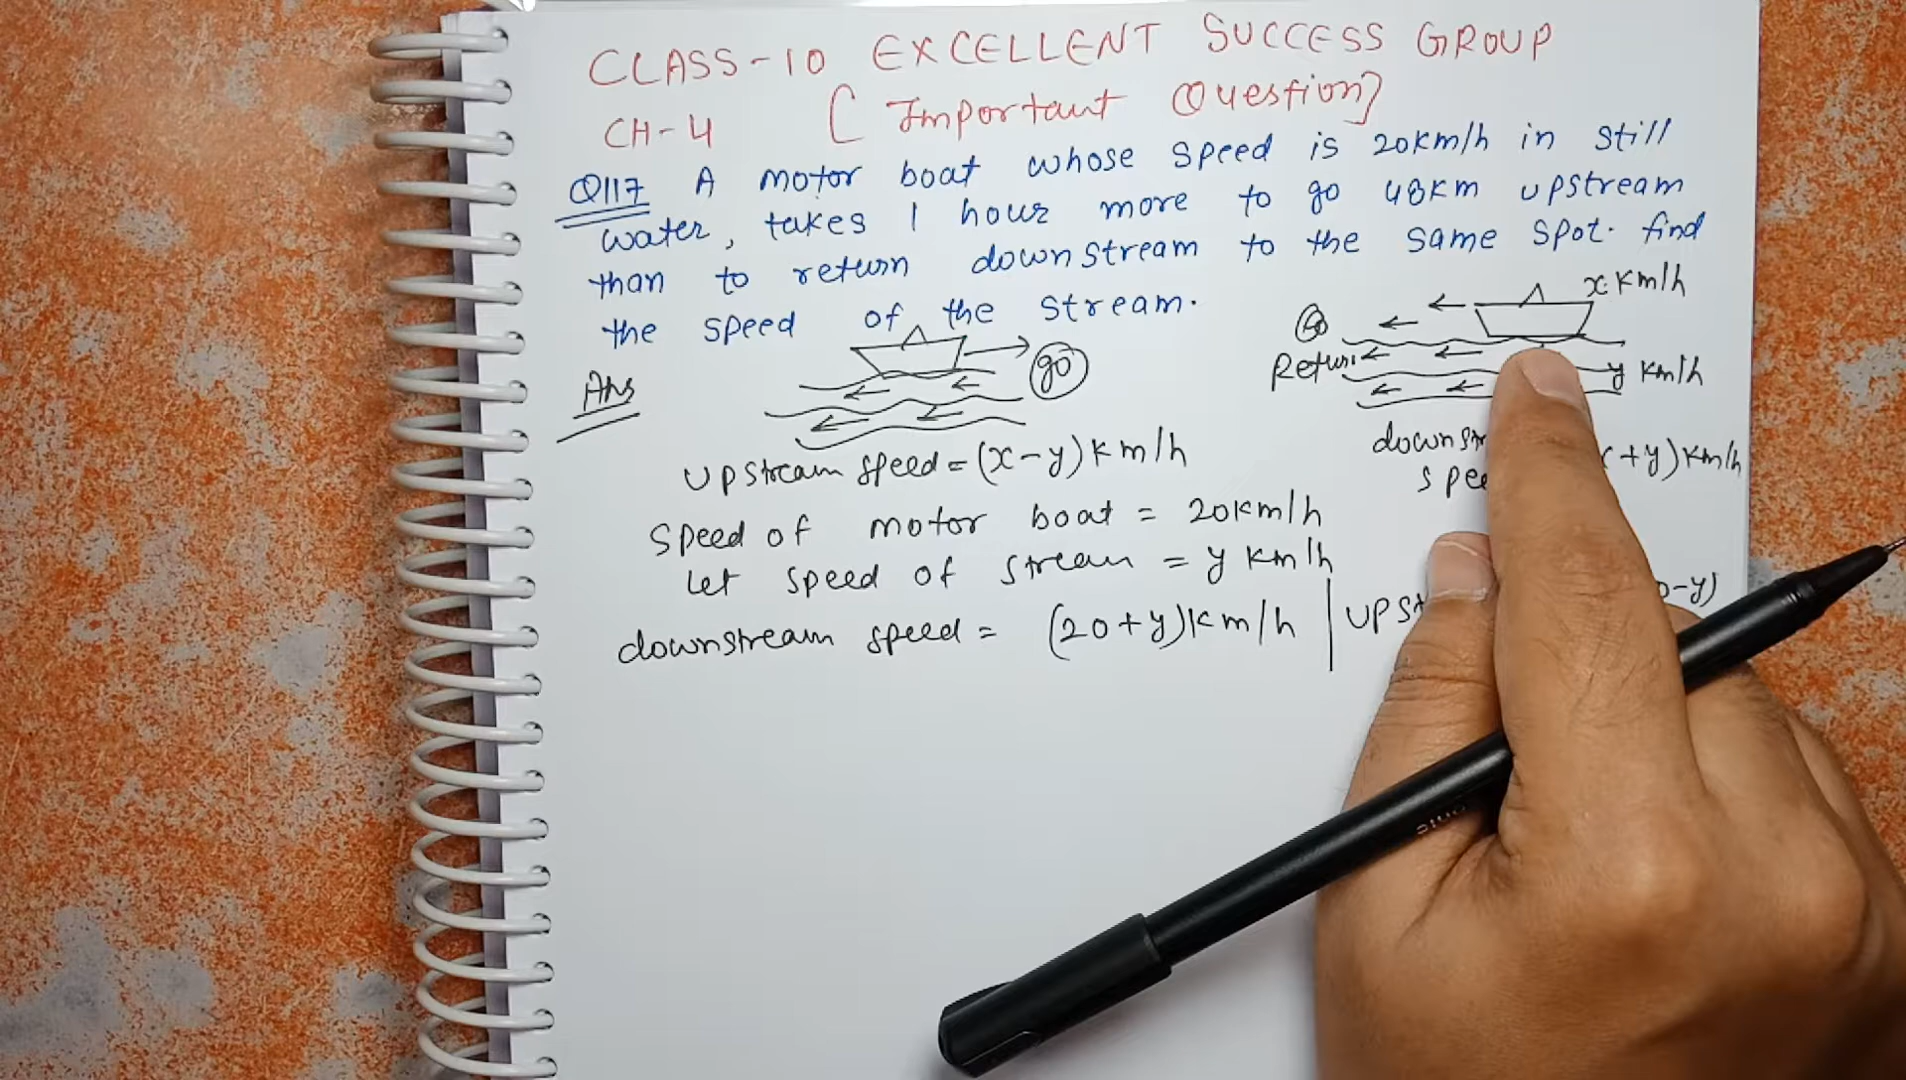 CLASS-10 EXCELLENT SUCCESS GROUP
CH-4 [Important Question]
Q117 A motor boat whose speed is 20km/h in still
water, takes 1 hour more to go 48km upstream
than to return downstream to the same spot. find
the speed of the stream.
Ans
go
x km/h
Return
y km/h
upstream speed = (x-y)km/h
(x+y)km/h
speed of motor boat = 20km/h
let speed of stream = y km/h
downstream speed = (20+y)km/h
-y)